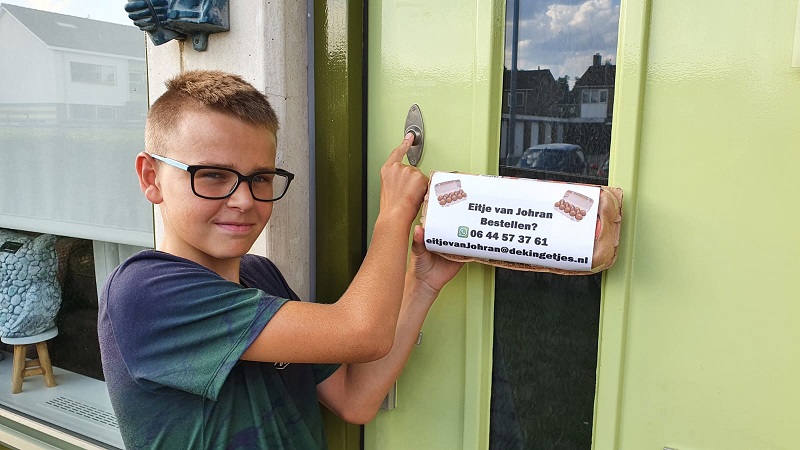 Eitje van Johran
Bestellen?
06 44 57 37 61
eitjevanJohran@dekingetjes.nl